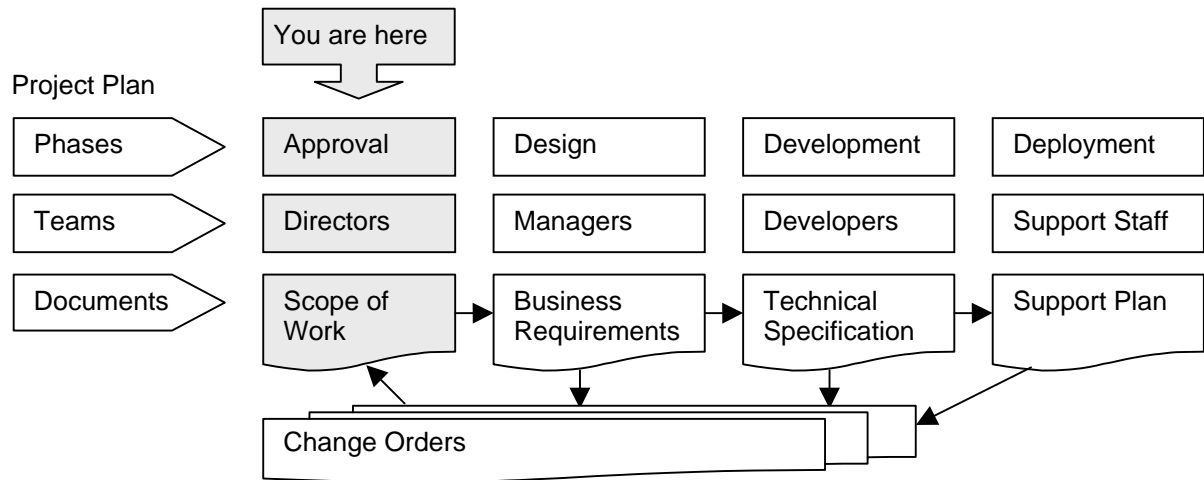 You are here
Project Plan
Phases
Approval
Design
Development
Deployment
Teams
Directors
Managers
Developers
Support Staff
Documents
Scope of
Work
Business
Requirements
Technical
Specification
Support Plan
Change Orders